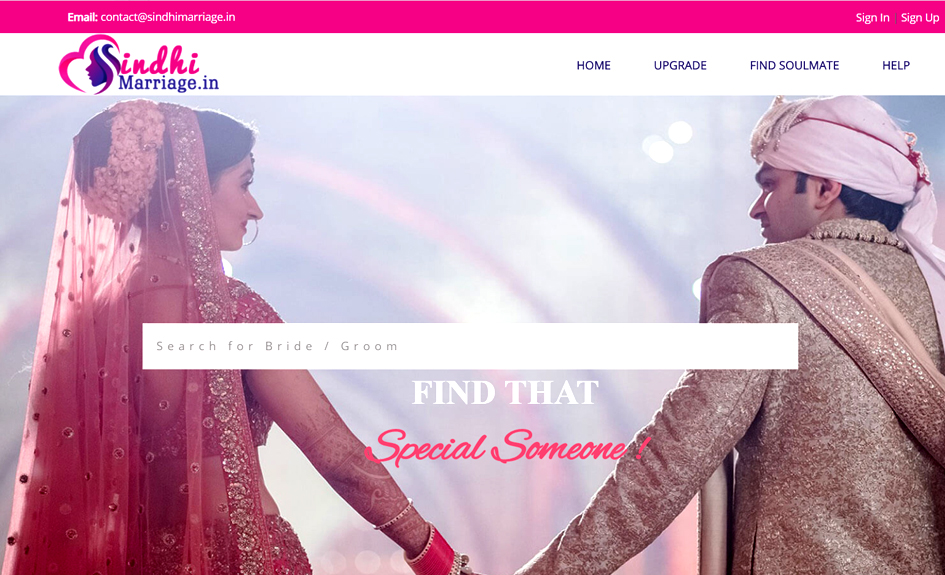 Email: contact@sindhimarriage.in
Sign In Sign Up
Sindhi
Marriage.in
HOME UPGRADE FIND SOULMATE HELP
Search for Bride / Groom
FIND THAT
Special Someone !